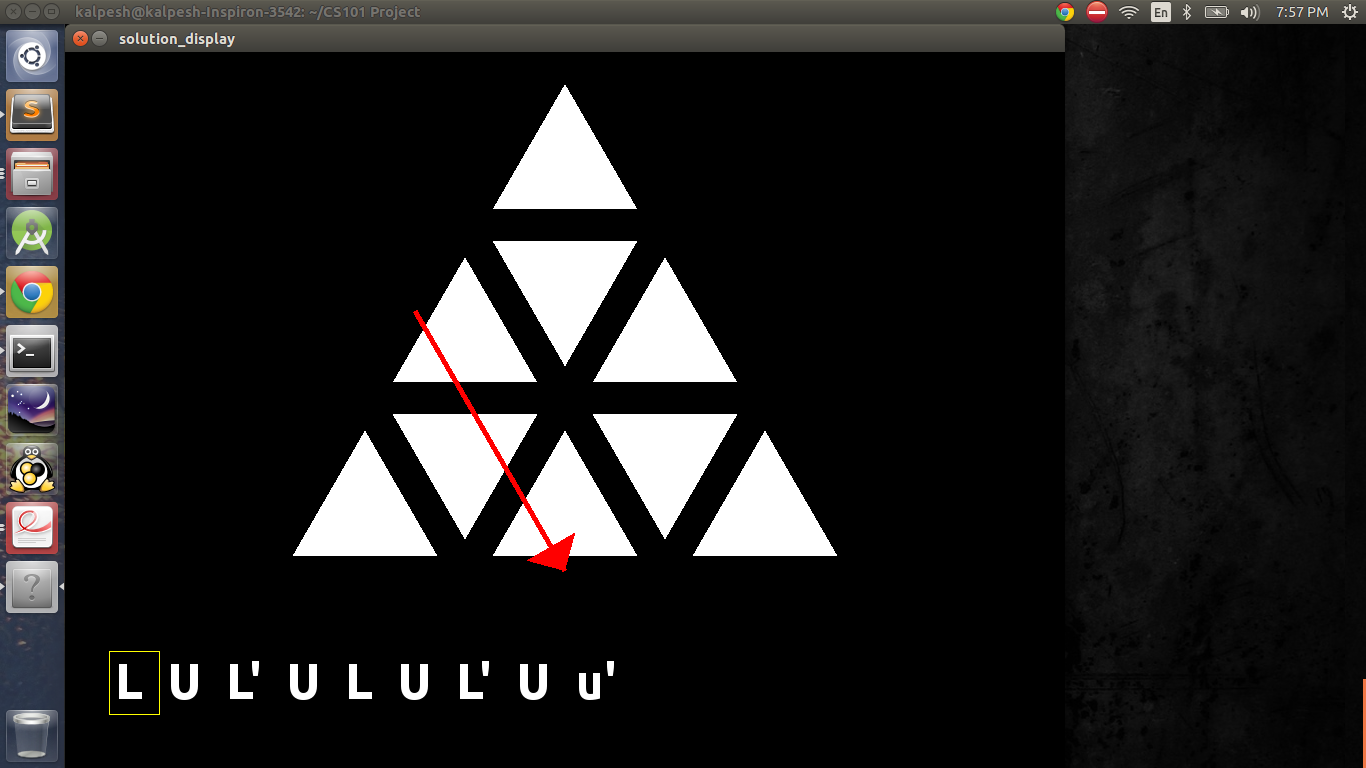 kalpesh@kalpesh-Inspiron-3542: ~/CS101 Project En 7:57 PM
solution_display
L U L' U L U L' U u'